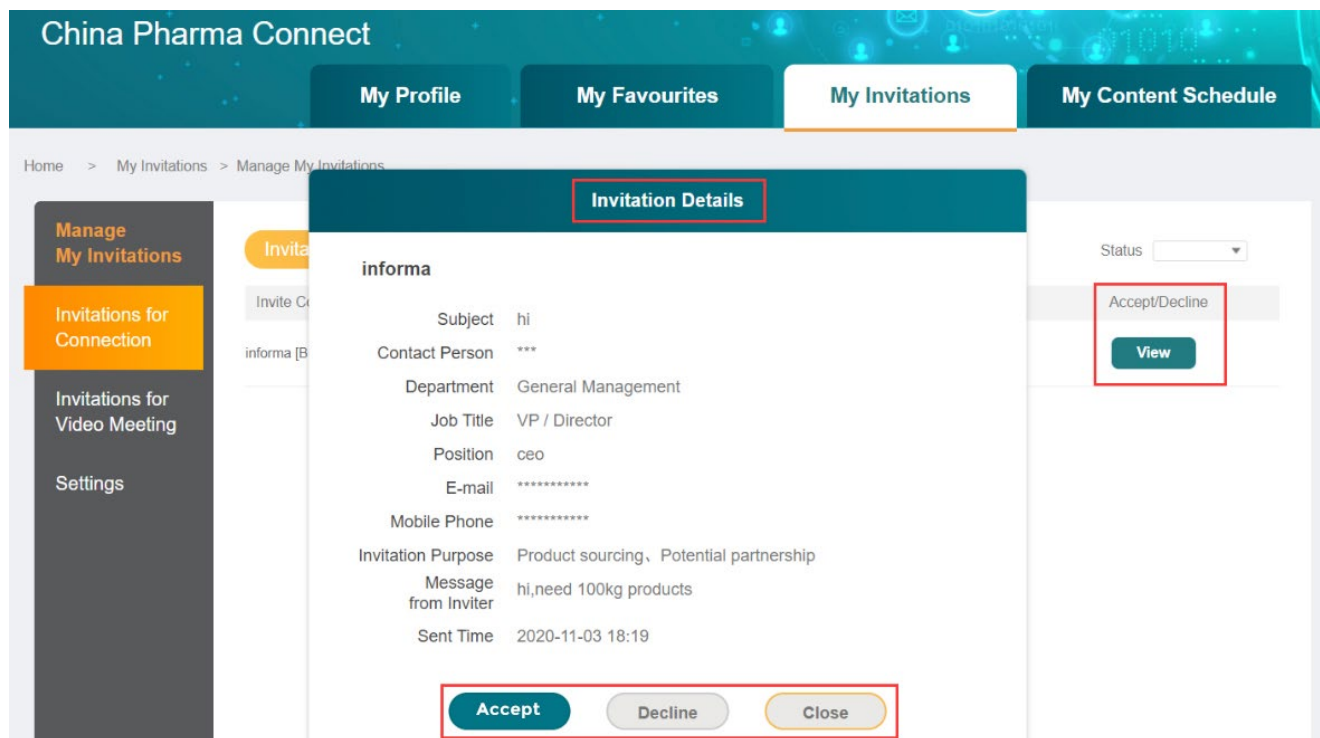 China Pharma Connect
My Profile
My Favourites
My Invitations
My Content Schedule
Home > My Invitations > Manage My Invitations
Manage
My Invitations
Invitations for
Connection
Invitations for
Video Meeting
Settings
Invite
informa [B
Status
Accept/Decline
View
Invitation Details
informa
Subject hi
Contact Person ***
Department General Management
Job Title VP / Director
Position ceo
E-mail ***********
Mobile Phone ***********
Invitation Purpose Product sourcing、Potential partnership
Message
from Inviter hi,need 100kg products
Sent Time 2020-11-03 18:19
Accept Decline Close